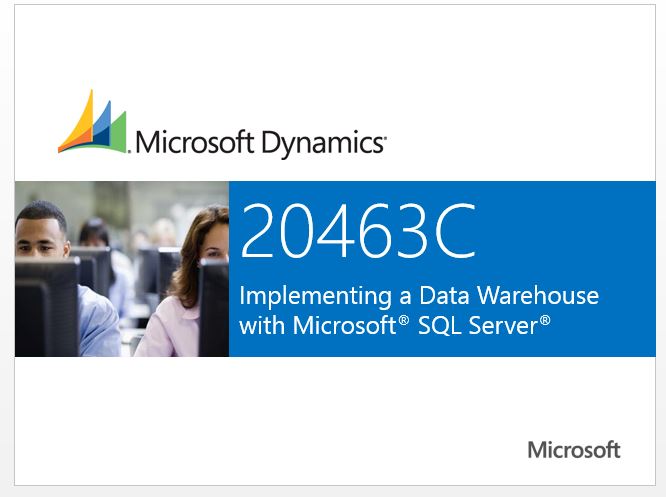 Microsoft Dynamics®
20463C
Implementing a Data Warehouse
with Microsoft® SQL Server®
Microsoft